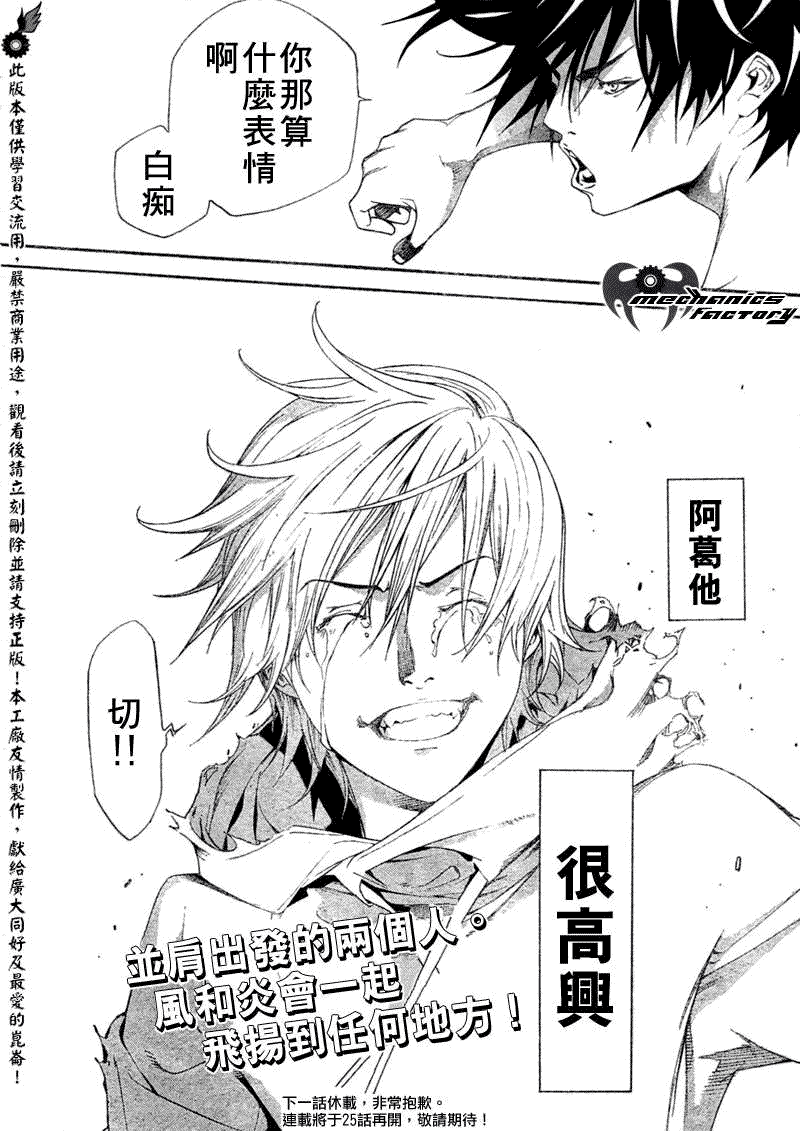 你那算
什麼表情
啊
白痴
mechanics
Factory
阿葛他
切!!
很高興
並肩出發的兩個人。
風和炎會一起
飛揚到任何地方！
下一話休載，非常抱歉。
連載將于25話再開，敬請期待！
此版本僅供學習交流用，嚴禁商業用途，觀看後請立刻刪除並請支持正版！本工廠友情製作，獻給廣大同好及最愛的崑崙！